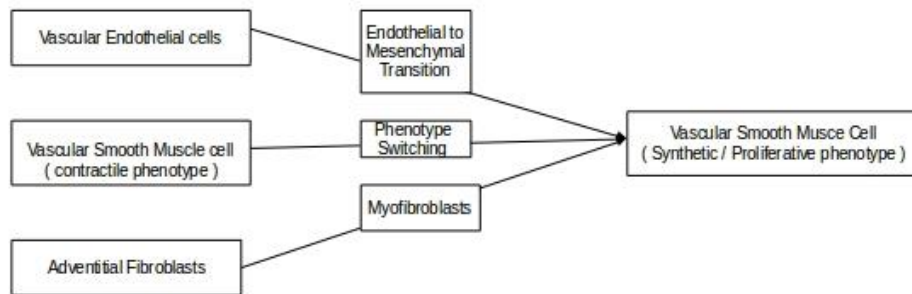 Vascular Endothelial cells
Endothelial to
Mesenchymal
Transition
Vascular Smooth Muscle cell
( contractile phenotype )
Phenotype
Switching
Vascular Smooth Musce Cell
( Synthetic / Proliferative phenotype )
Myofibroblasts
Adventitial Fibroblasts